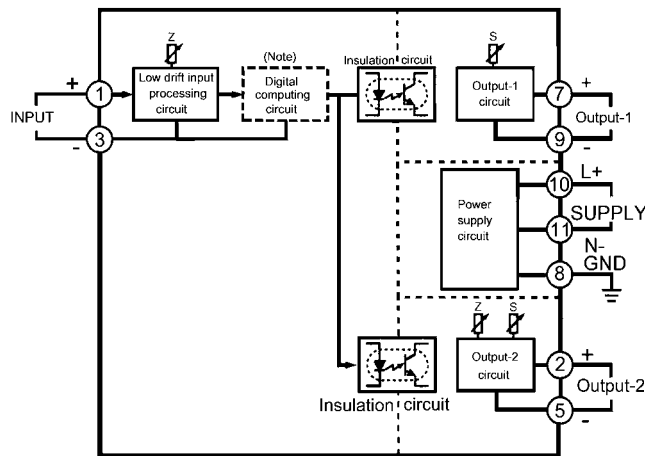 Z
(Note)
Insulation circuit
S
+
1
Low drift input
processing
circuit
Digital
computing
circuit
Output-1
circuit
7
+
INPUT
Output-1
-
3
9
-
10
L+
Power
supply
circuit
SUPPLY
11
N-
GND
8
Z
S
Output-2
circuit
2
+
Output-2
Insulation circuit
5
-